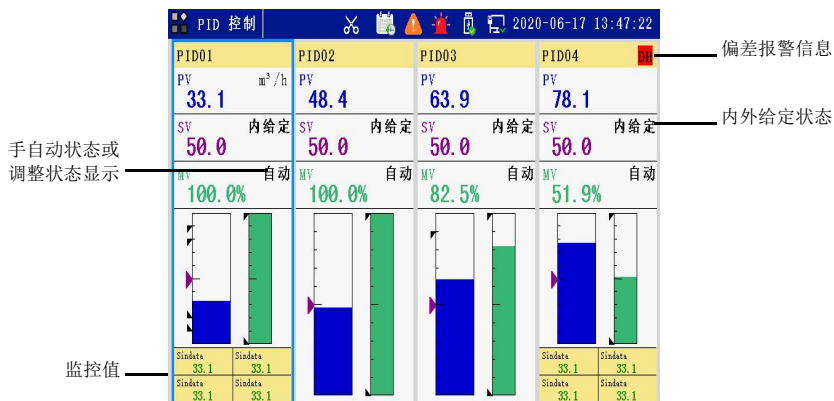 PID 控制
2020-06-17 13:47:22
PID01
PID02
PID03
PID04
DH
偏差报警信息
PV m³/h
33.1
PV
48.4
PV
63.9
PV
78.1
SV 内给定
50.0
SV 内给定
50.0
SV 内给定
50.0
SV 内给定
50.0
内外给定状态
手自动状态或
调整状态显示
MV 自动
100.0%
MV 自动
100.0%
MV 自动
82.5%
MV 自动
51.9%
监控值
Sindata Sindata
33.1 33.1
Sindata Sindata
33.1 33.1
Sindata Sindata
33.1 33.1
Sindata Sindata
33.1 33.1